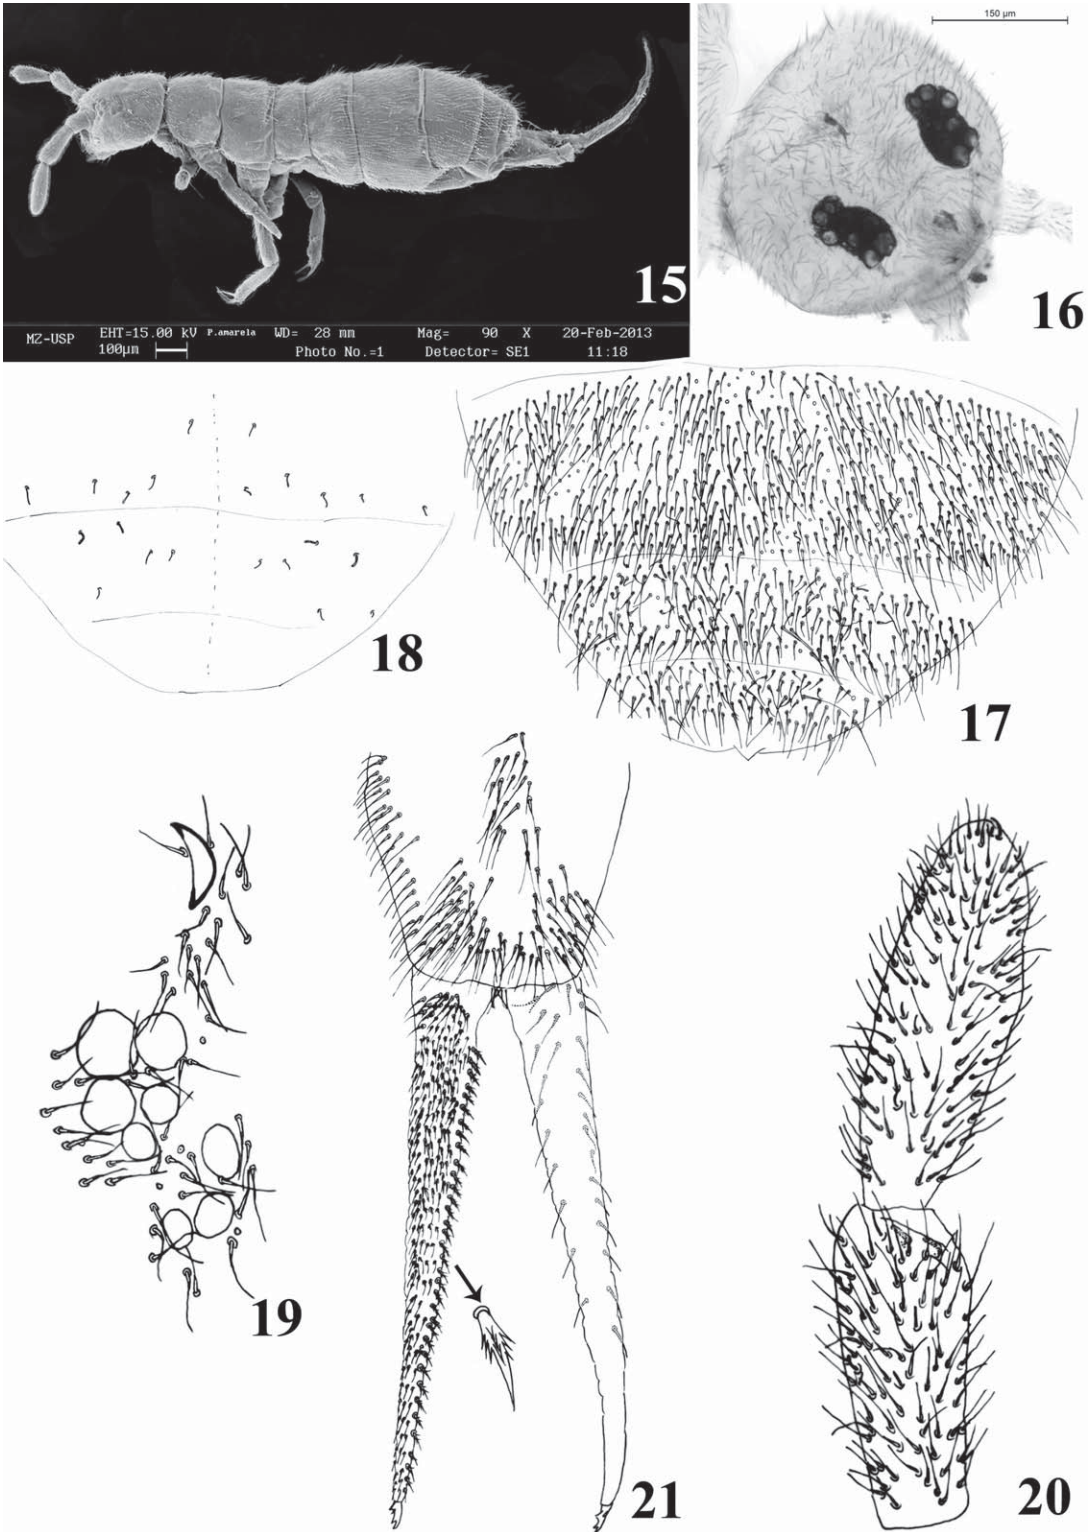 150 µm
15
16
MZ-USP EHT=15.00 kV P.amarela WD= 28 mm Mag= 90 X 20-Feb-2013
100µm Photo No.=1 Detector= SE1 11:18
18
17
19
21
20